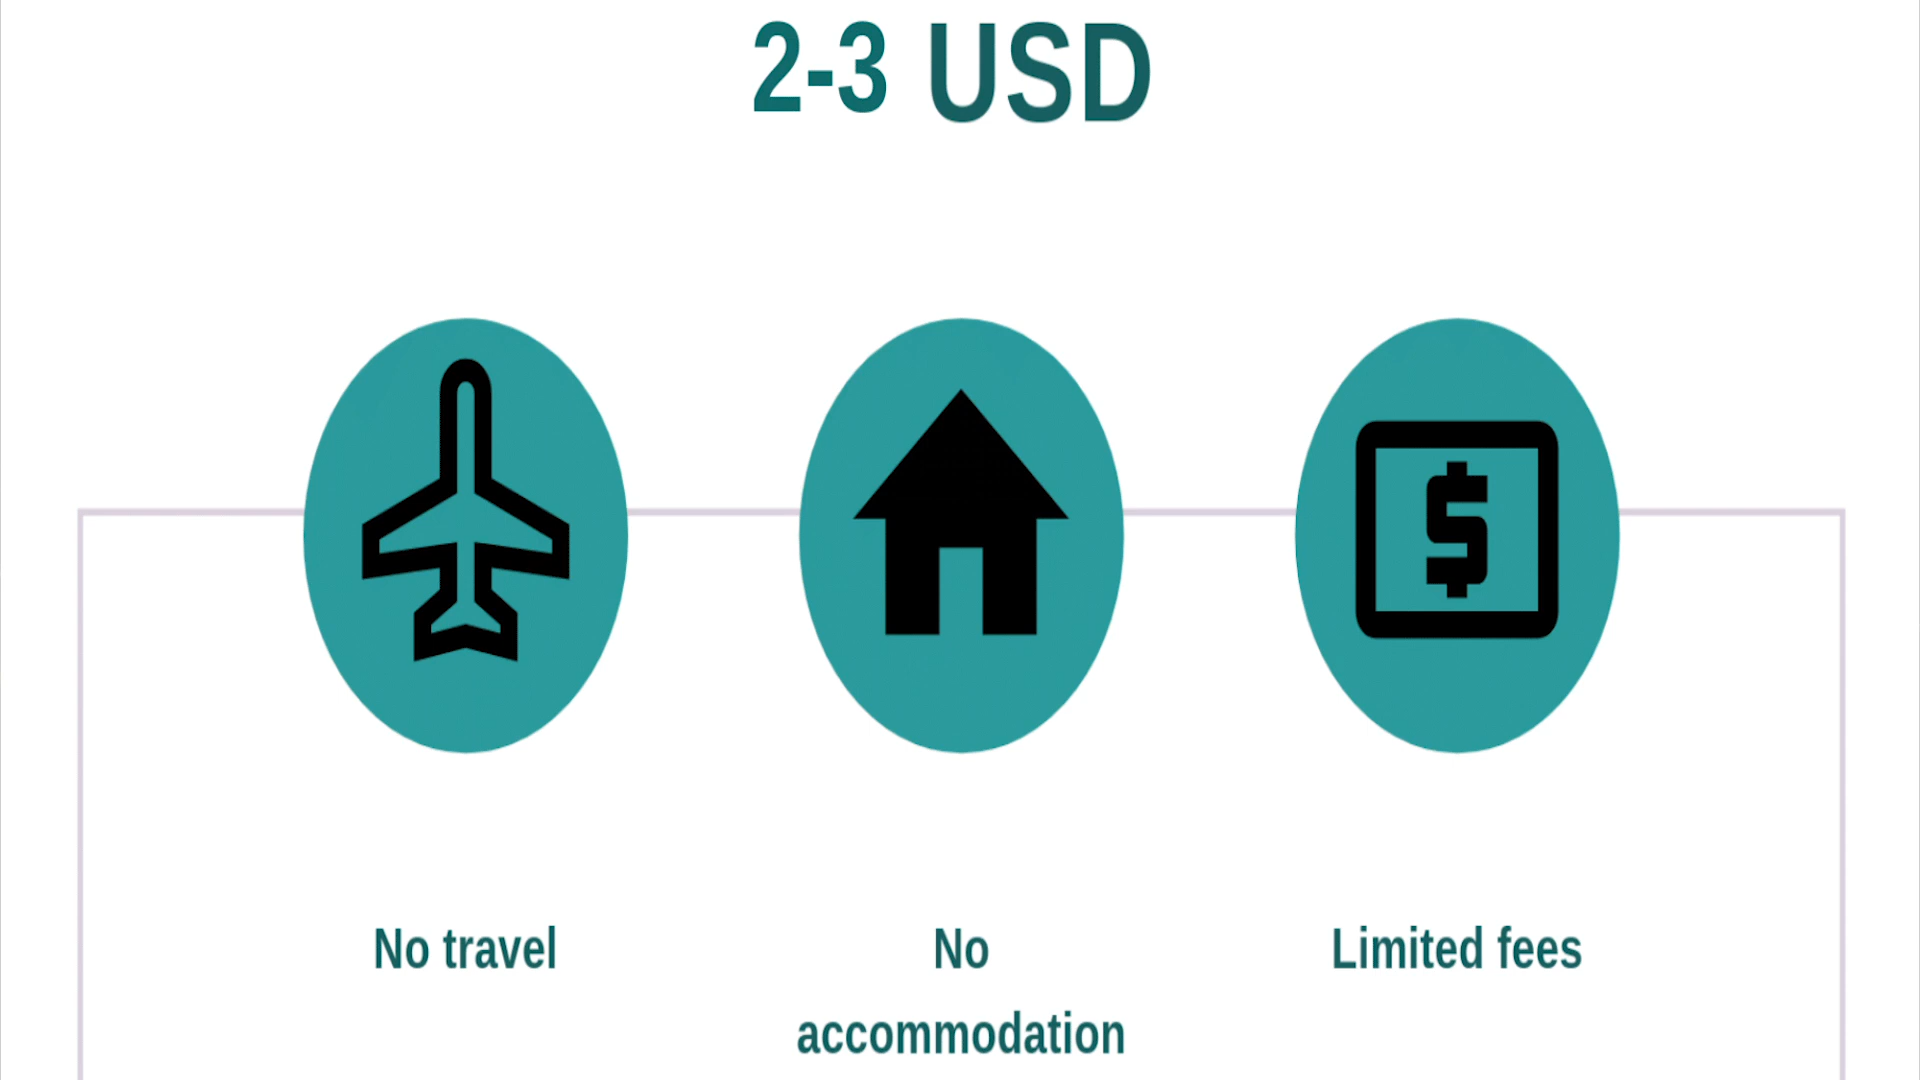 2-3 USD
No travel
No
accommodation
Limited fees